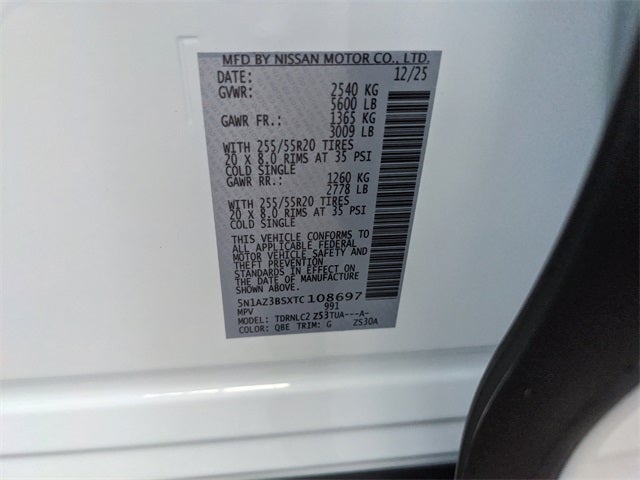 MFD BY NISSAN MOTOR CO., LTD.
DATE: 12/25
GVWR: 2540 KG
5600 LB
GAWR FR.: 1365 KG
3009 LB
WITH 255/55R20 TIRES
20 X 8.0 RIMS AT 35 PSI
COLD SINGLE
GAWR RR.: 1260 KG
2778 LB
WITH 255/55R20 TIRES
20 X 8.0 RIMS AT 35 PSI
COLD SINGLE
THIS VEHICLE CONFORMS TO
ALL APPLICABLE FEDERAL
MOTOR VEHICLE SAFETY AND
THEFT PREVENTION
STANDARDS IN EFFECT ON
THE DATE OF MANUFACTURE
SHOWN ABOVE.
5N1AZ3BSXTC108697
MPV 991
MODEL: TDRNLC2 Z53TUA---A-
COLOR: QBE TRIM: G ZS30A